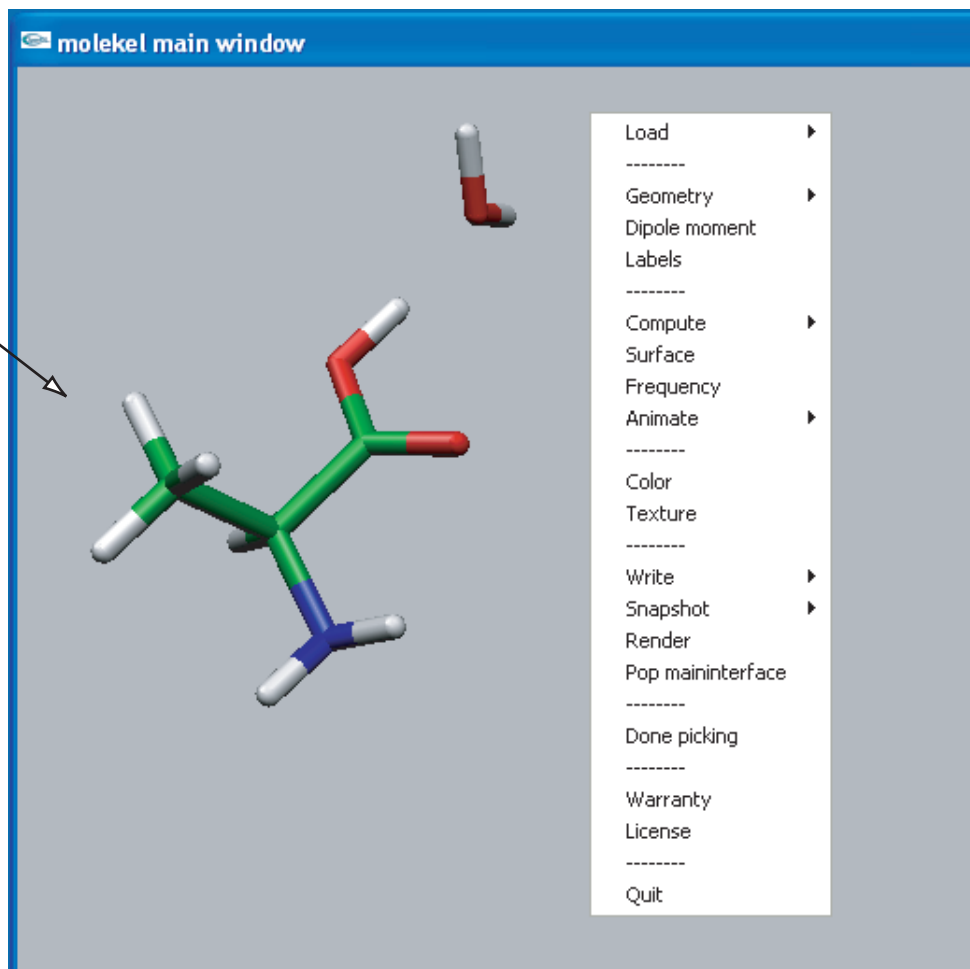 molekel main window
Load
--------
Geometry
Dipole moment
Labels
--------
Compute
Surface
Frequency
Animate
--------
Color
Texture
--------
Write
Snapshot
Render
Pop maininterface
--------
Done picking
--------
Warranty
License
--------
Quit